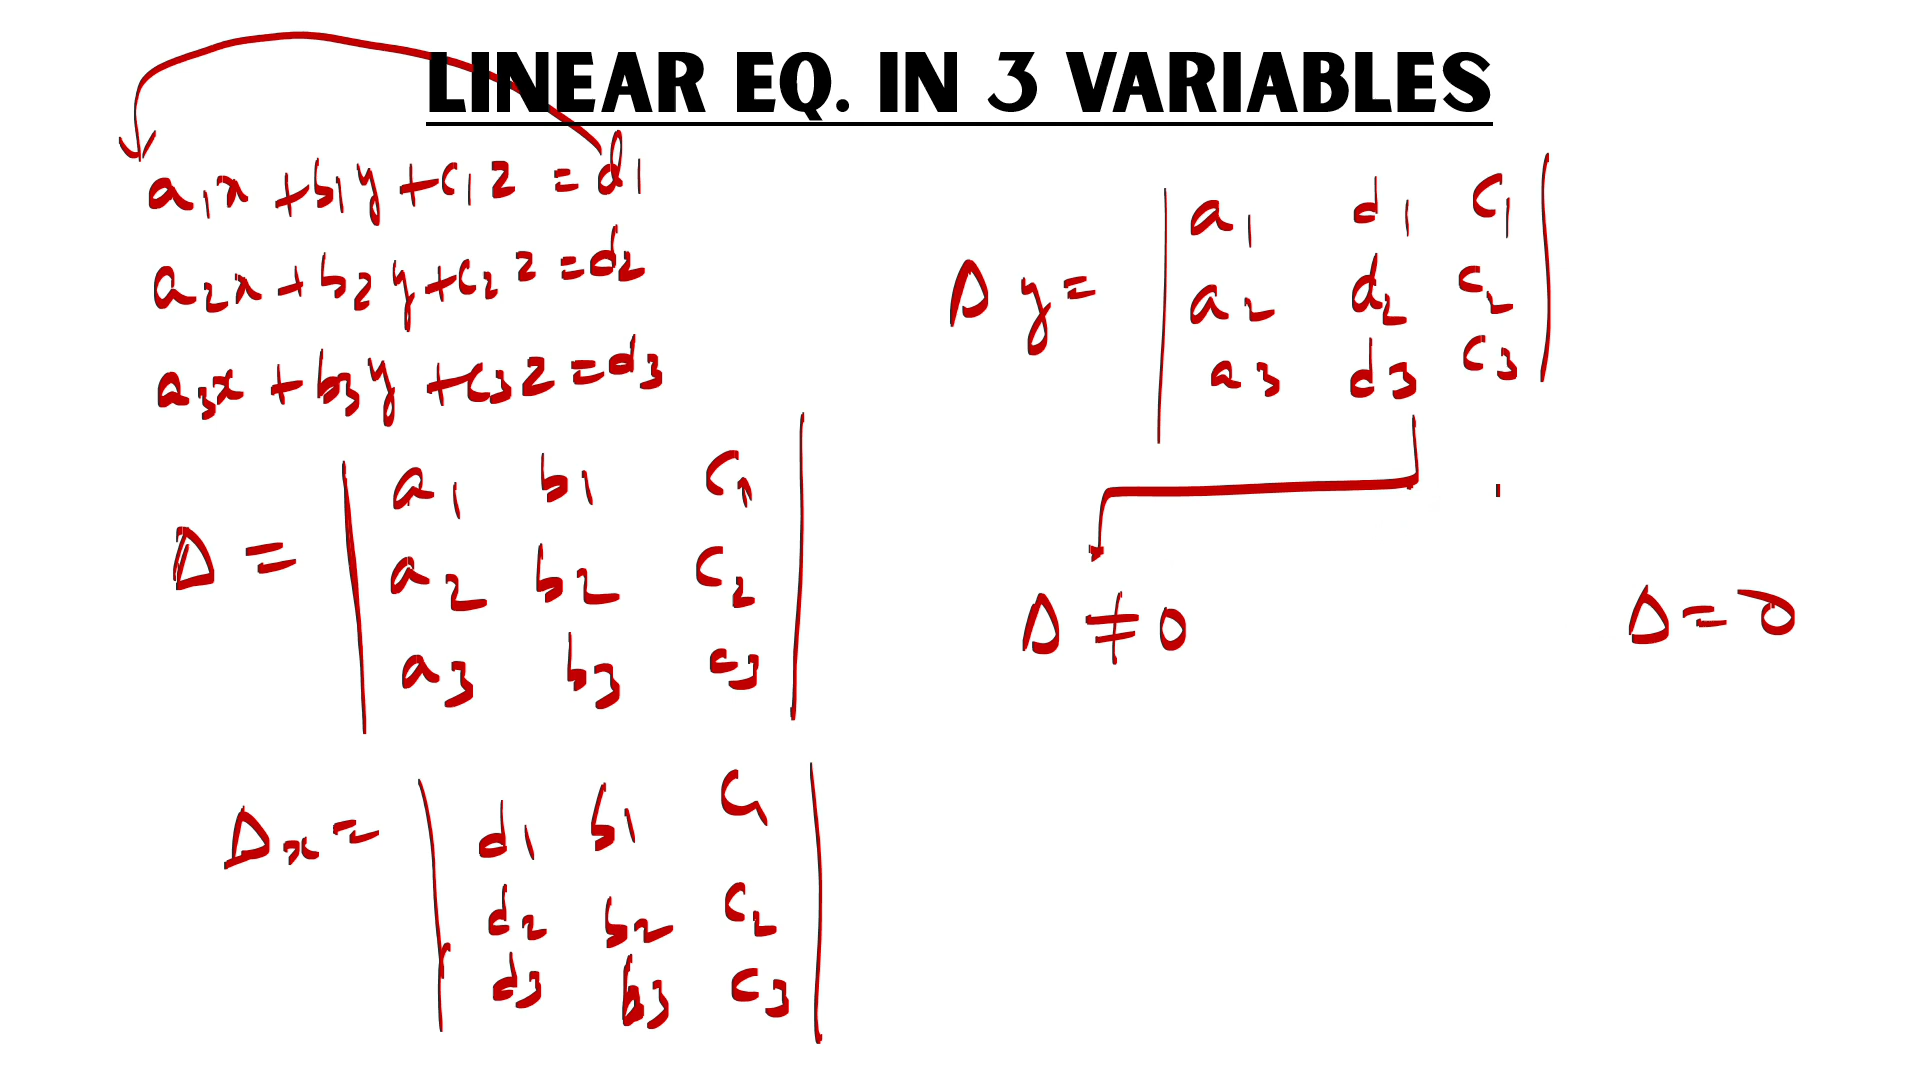 LINEAR EQ. IN 3 VARIABLES
a1x + b1y + c1z = d1
a2x + b2y + c2z = d2
a3x + b3y + c3z = d3
Δ =
a1 b1 c1
a2 b2 c2
a3 b3 c3
Δx =
d1 b1 c1
d2 b2 c2
d3 b3 c3
Δy =
a1 d1 c1
a2 d2 c2
a3 d3 c3
Δ ≠ 0
Δ = 0